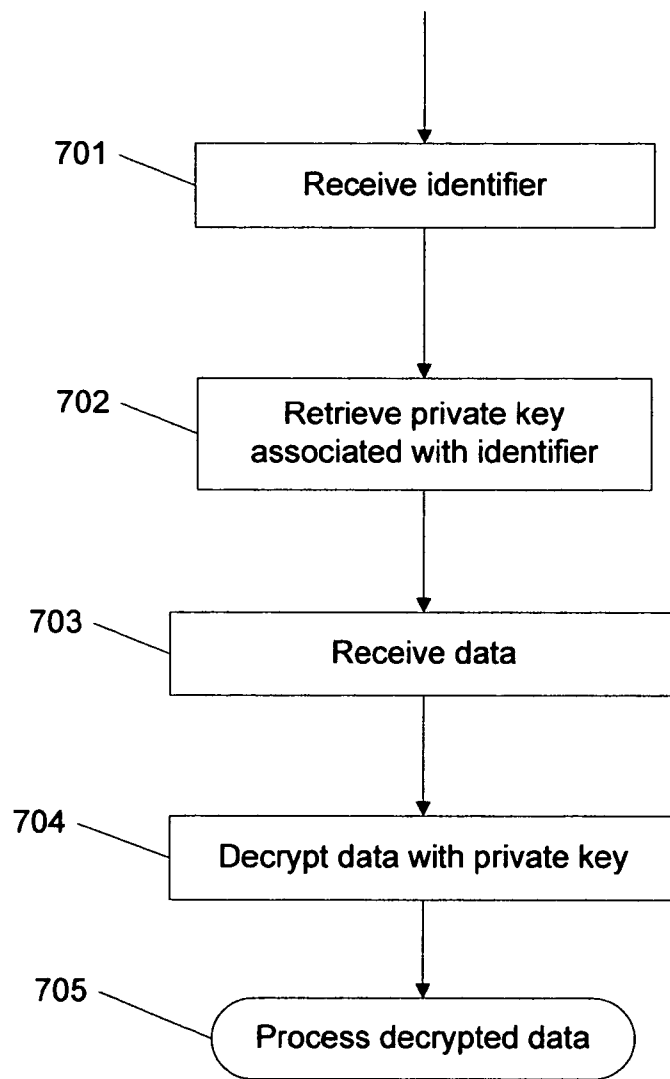 701
Receive identifier
702
Retrieve private key
associated with identifier
703
Receive data
704
Decrypt data with private key
705
Process decrypted data